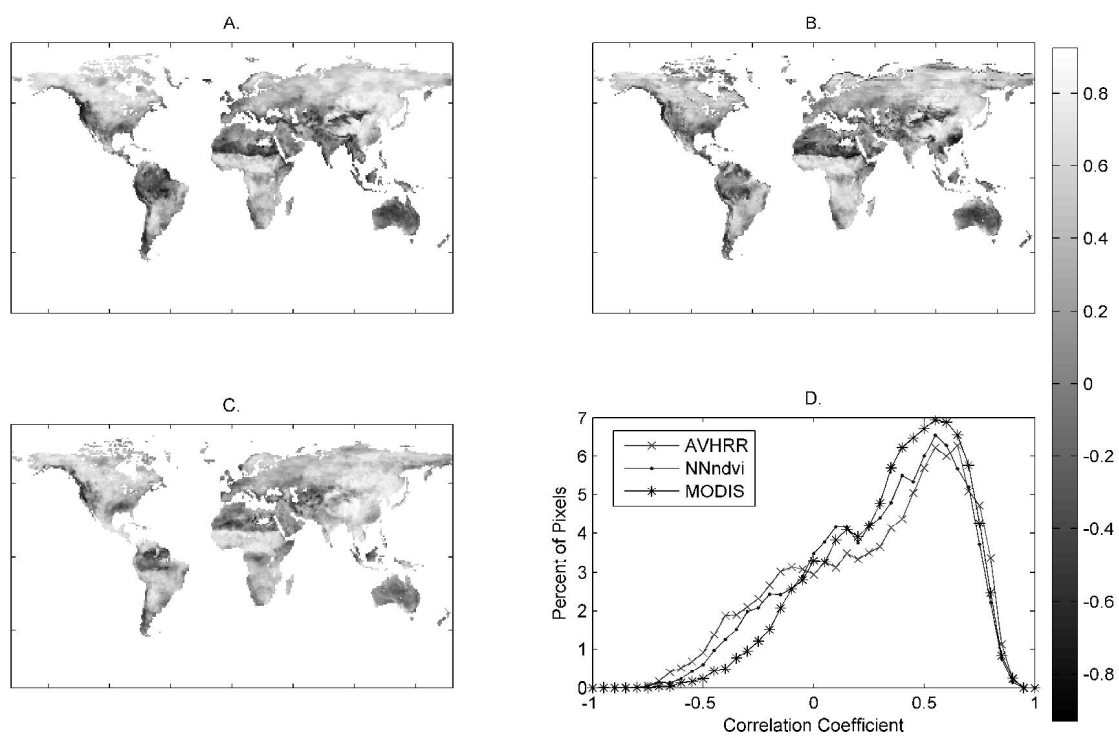 A.
B.
0.8
0.6
0.4
0.2
0
-0.2
-0.4
-0.6
-0.8
C.
D.
7
6
5
4
3
2
1
0
Percent of Pixels
AVHRR
NNndvi
MODIS
-1
-0.5
0
0.5
1
Correlation Coefficient